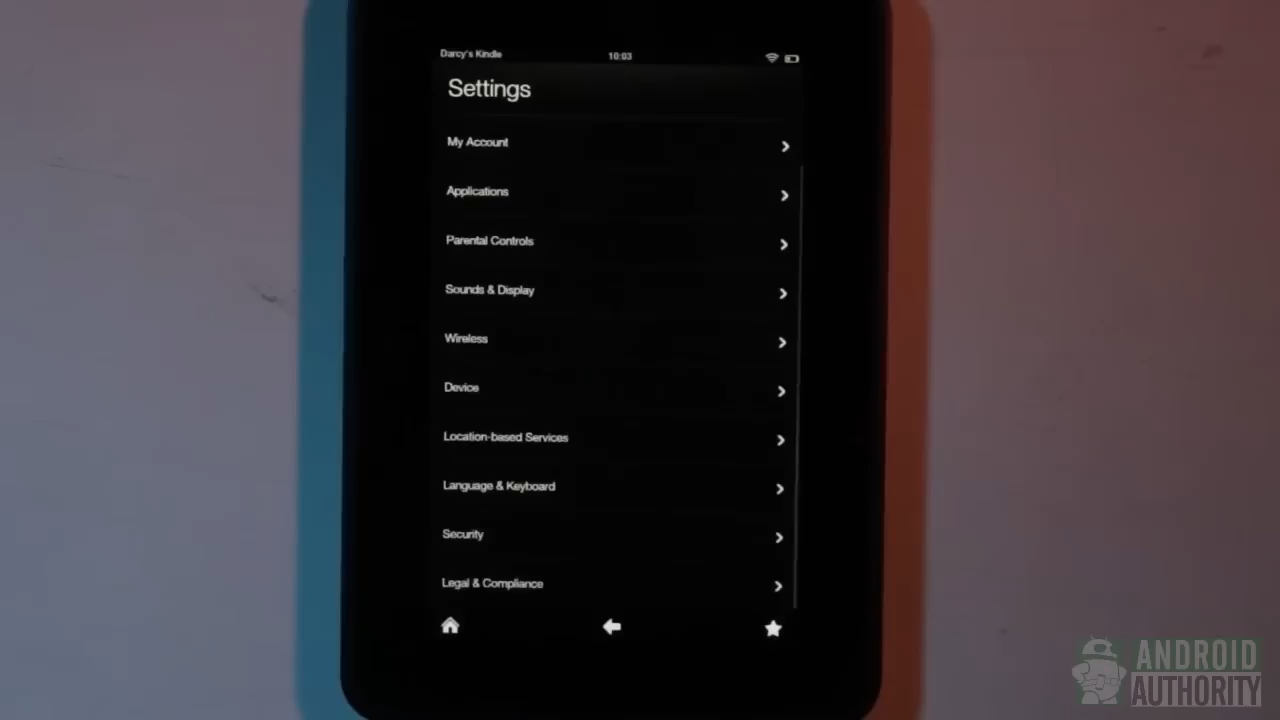 Darcy's Kindle 10:03
Settings
My Account
Applications
Parental Controls
Sounds & Display
Wireless
Device
Location-based Services
Language & Keyboard
Security
Legal & Compliance
ANDROID
AUTHORITY